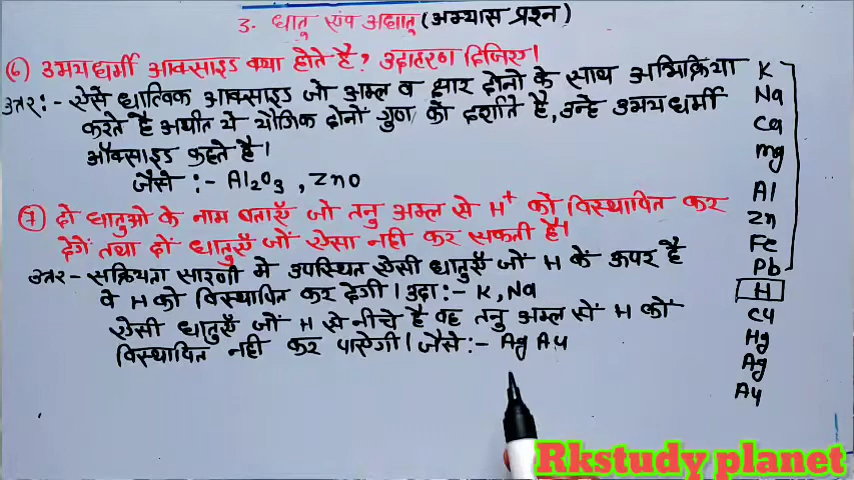 3. धातु एवं अधातु (अभ्यास प्रश्न)
(6) उभयधर्मी आक्साइड क्या होते है? उदाहरण दिजिए।
उत्तर:- ऐसे धात्विक आक्साइड जो अम्ल व क्षार दोनों के साथ अभिक्रिया
करते है अर्थात ये यौगिक दोनों गुण को दर्शाते है, उन्हे उभयधर्मी
ऑक्साइड कहते है।
जैसे :- Al2O3, ZnO
(7) दो धातुओ के नाम बताएँ जो तनु अम्ल से H+ को विस्थापित कर
देगें तथा दो धातुएँ जों ऐसा नही कर सकती है।
उत्तर- सक्रियता सारणी मे उपस्थित ऐसी धातुएँ जों H के ऊपर है
वे H को विस्थापित कर देगी। उदा:- K, Na
ऐसी धातुएँ जों H से नीचे है वह तनु अम्ल सें H कों
विस्थापित नही कर पाऐगी। जैसे:- Ag Au
K
Na
Ca
mg
Al
Zn
Fe
Pb
H
Cu
Hg
Ag
Au
Rkstudy planet